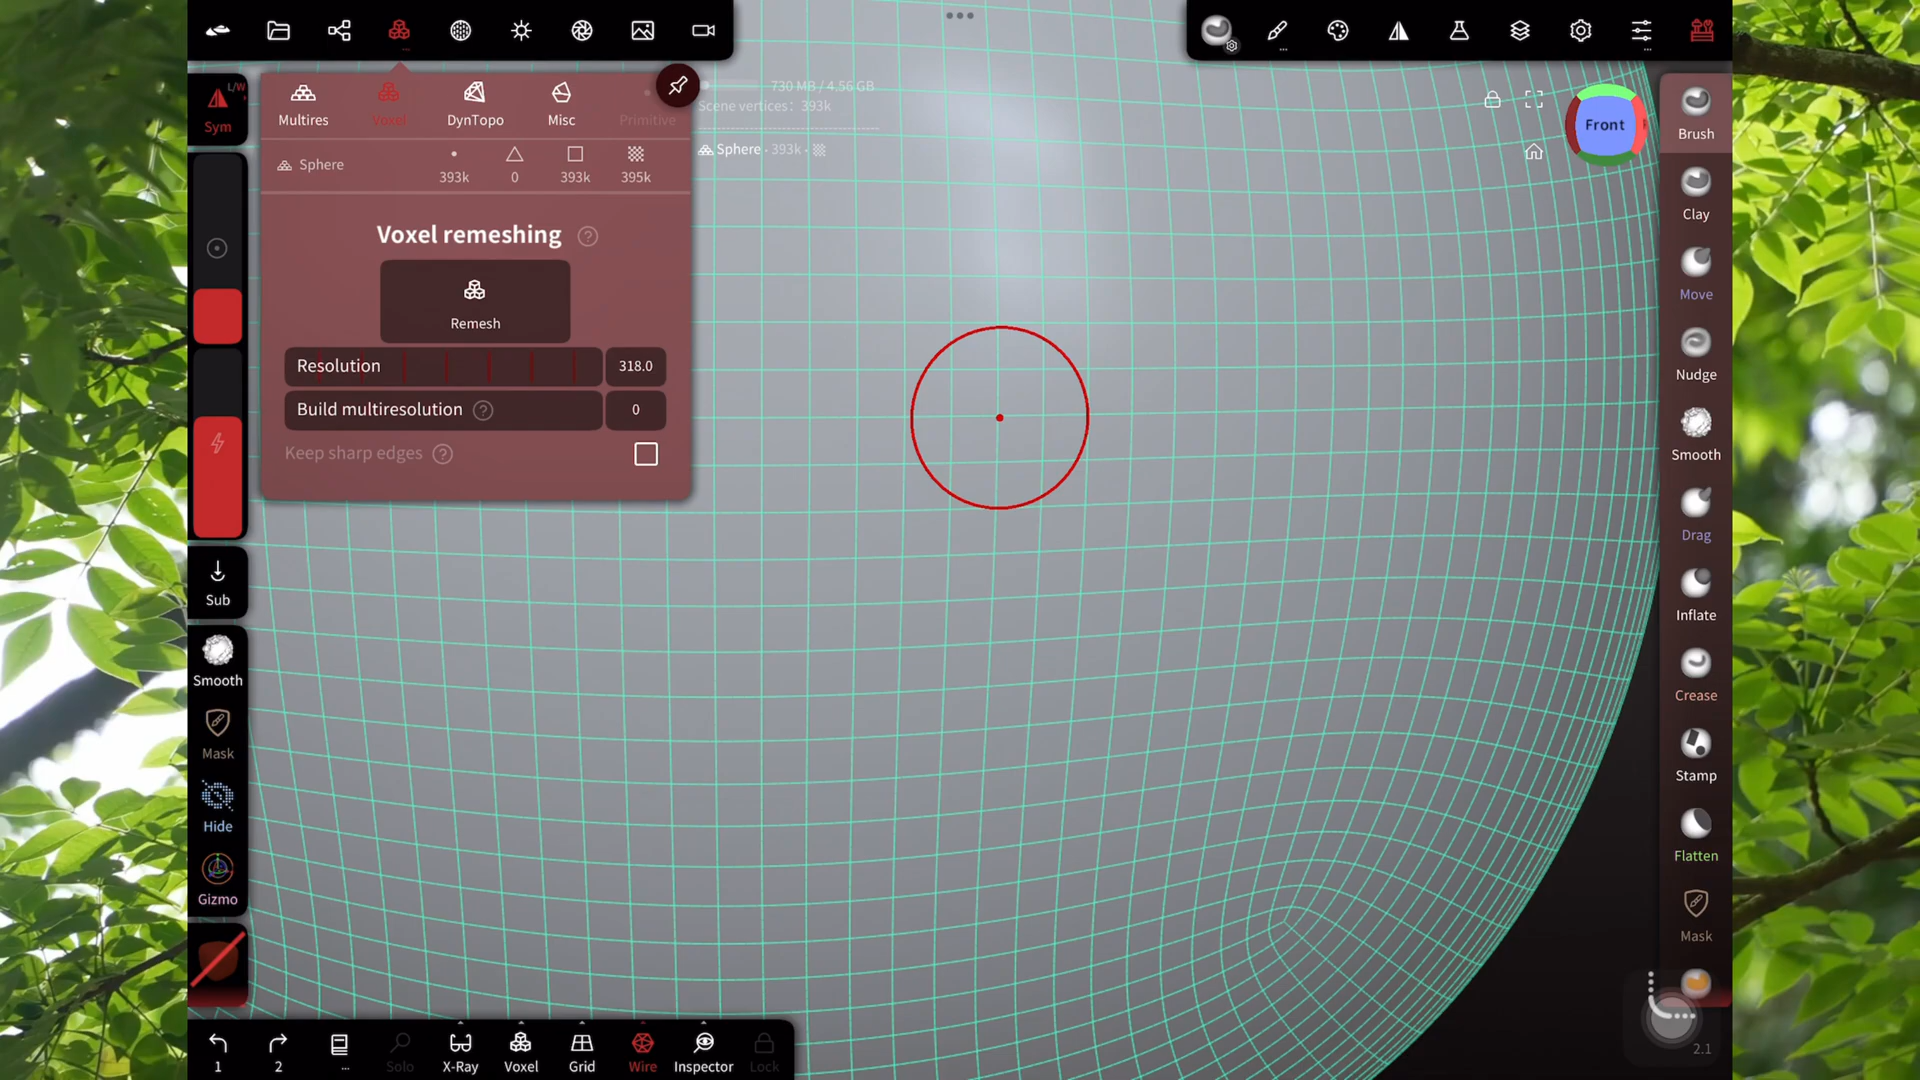 L/W
Sym
Multires
Voxel
DynTopo
Misc
Primitive
730 MB / 4.56 GB
Scene vertices: 393k
Sphere · 393k ·
Front
Sphere
393k
0
393k
395k
Voxel remeshing ?
Remesh
Resolution
318.0
Build multiresolution ?
0
Keep sharp edges ?
Sub
Smooth
Mask
Hide
Gizmo
Brush
Clay
Move
Nudge
Smooth
Drag
Inflate
Crease
Stamp
Flatten
Mask
2.1
1
2
...
Solo
X-Ray
Voxel
Grid
Wire
Inspector
Lock